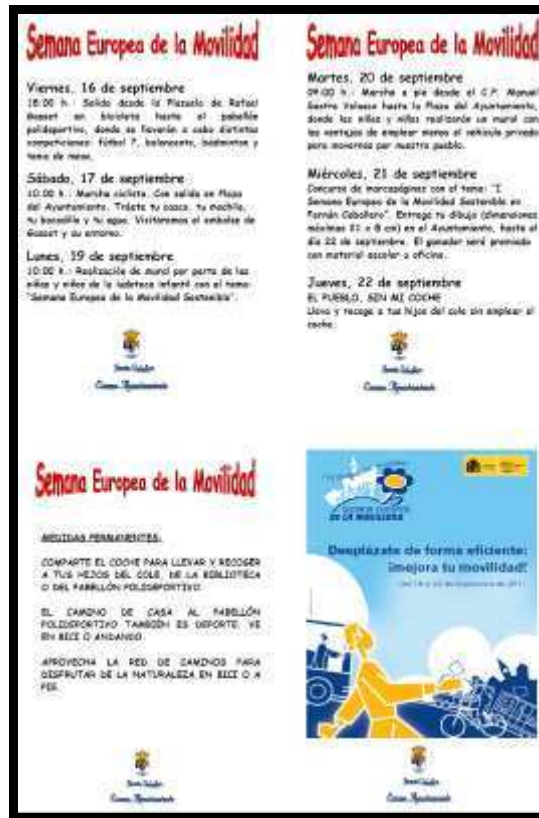 Semana Europea de la Movilidad
Viernes, 16 de septiembre
18:00 h.: Salida desde la Plazuela de Rafael
Gasset en bicicleta hasta el pabellón
polideportivo, donde se llevarán a cabo distintas
competiciones: fútbol 7, baloncesto, bádminton y
tenis de mesa.
Sábado, 17 de septiembre
10:00 h.: Marcha ciclista. Con salida en Plaza
del Ayuntamiento. Tráete tu casco, tu mochila,
tu bocadillo y tu agua. Visitaremos el embalse de
Gasset y su entorno.
Lunes, 19 de septiembre
10:00 h.: Realización de mural por parte de las
niñas y niños de la ludoteca infantil con el tema:
"Semana Europea de la Movilidad Sostenible".
Semana Europea de la Movilidad
Martes, 20 de septiembre
09:00 h.: Marcha a pie desde el C.P. Manuel
Sastre Velasco hasta la Plaza del Ayuntamiento,
donde las niñas y niños realizarán un mural con
las ventajas de emplear menos el vehículo privado
para movernos por nuestro pueblo.
Miércoles, 21 de septiembre
Concurso de marcapáginas con el tema: "I
Semana Europea de la Movilidad Sostenible en
Fernán Caballero". Entrega tu dibujo (dimensiones
máximas 21 x 8 cm) en el Ayuntamiento, hasta el
día 22 de septiembre. El ganador será premiado
con material escolar u oficina.
Jueves, 22 de septiembre
EL PUEBLO, SIN MI COCHE
Lleva y recoge a tus hijos del cole sin emplear el
coche.
Semana Europea de la Movilidad
MEDIDAS PERMANENTES:
COMPARTE EL COCHE PARA LLEVAR Y RECOGER
A TUS HIJOS DEL COLE, DE LA BIBLIOTECA
O DEL PABELLÓN POLIDEPORTIVO.
EL CAMINO DE CASA AL PABELLÓN
POLIDEPORTIVO TAMBIÉN ES DEPORTE, VE
EN BICI O ANDANDO.
APROVECHA LA RED DE CAMINOS PARA
DISFRUTAR DE LA NATURALEZA EN BICI O A
PIE.
DE LA MOVILIDAD
Desplázate de forma eficiente:
¡mejora tu movilidad!